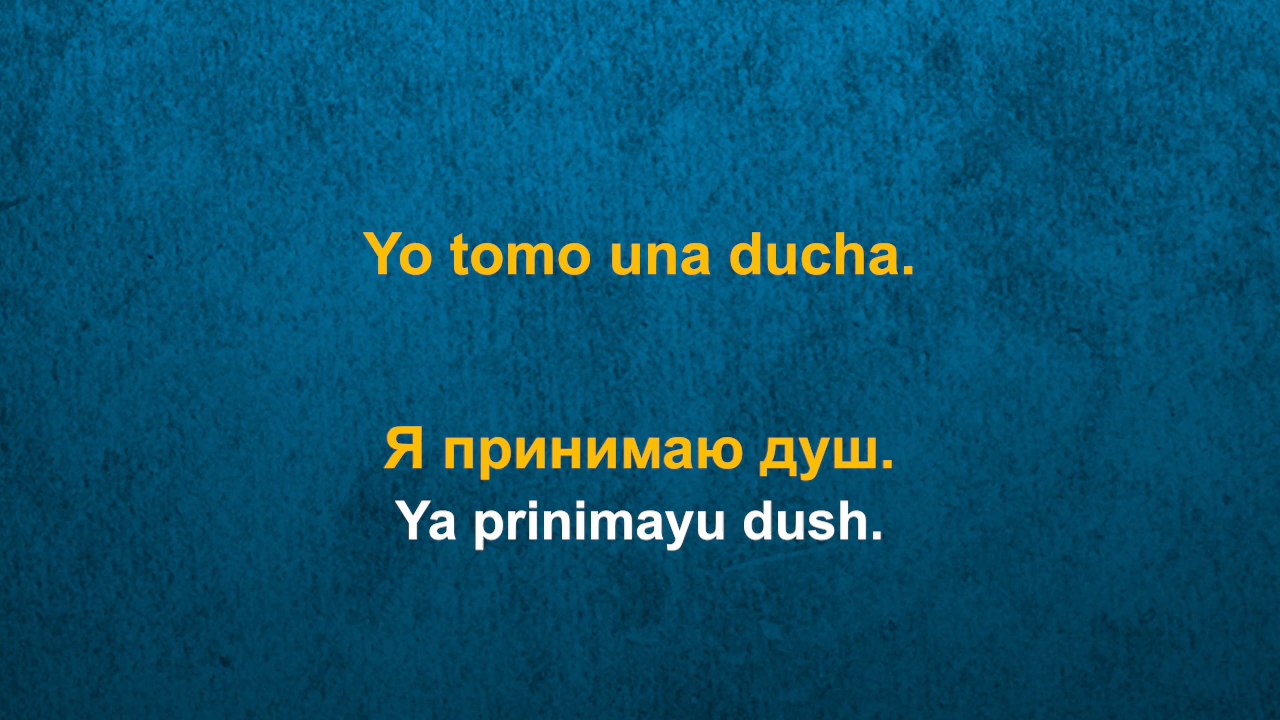 Yo tomo una ducha.
Я принимаю душ.
Ya prinimayu dush.